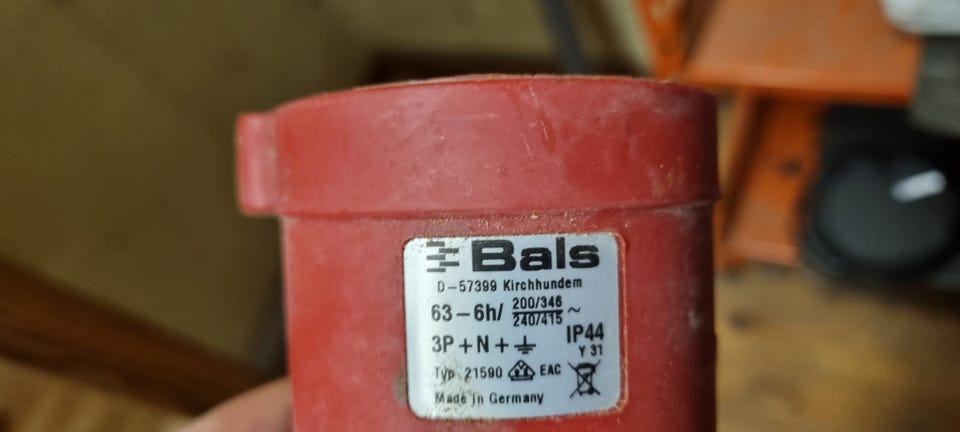 Bals
D-57399 Kirchhundem
63-6h/ 200/346 ~
240/415
3P+N+⏚ IP44
Y 31
Typ 21590 EAC
Made in Germany